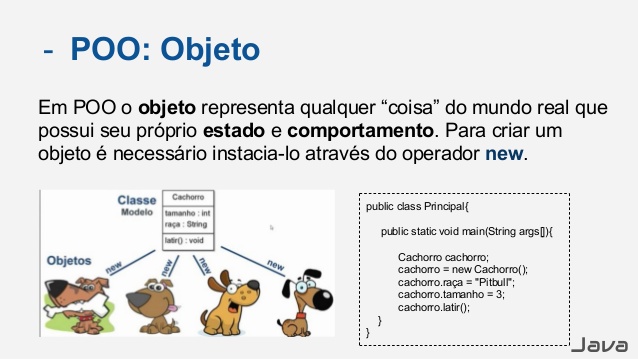 - POO: Objeto
Em POO o objeto representa qualquer “coisa” do mundo real que
possui seu próprio estado e comportamento. Para criar um
objeto é necessário instacia-lo através do operador new.
Classe
Modelo
Cachorro
tamanho : int
raça : String
latir() : void
Objetos
new
new
new
new
public class Principal{
public static void main(String args[]){
Cachorro cachorro;
cachorro = new Cachorro();
cachorro.raça = "Pitbull";
cachorro.tamanho = 3;
cachorro.latir();
}
}
Java